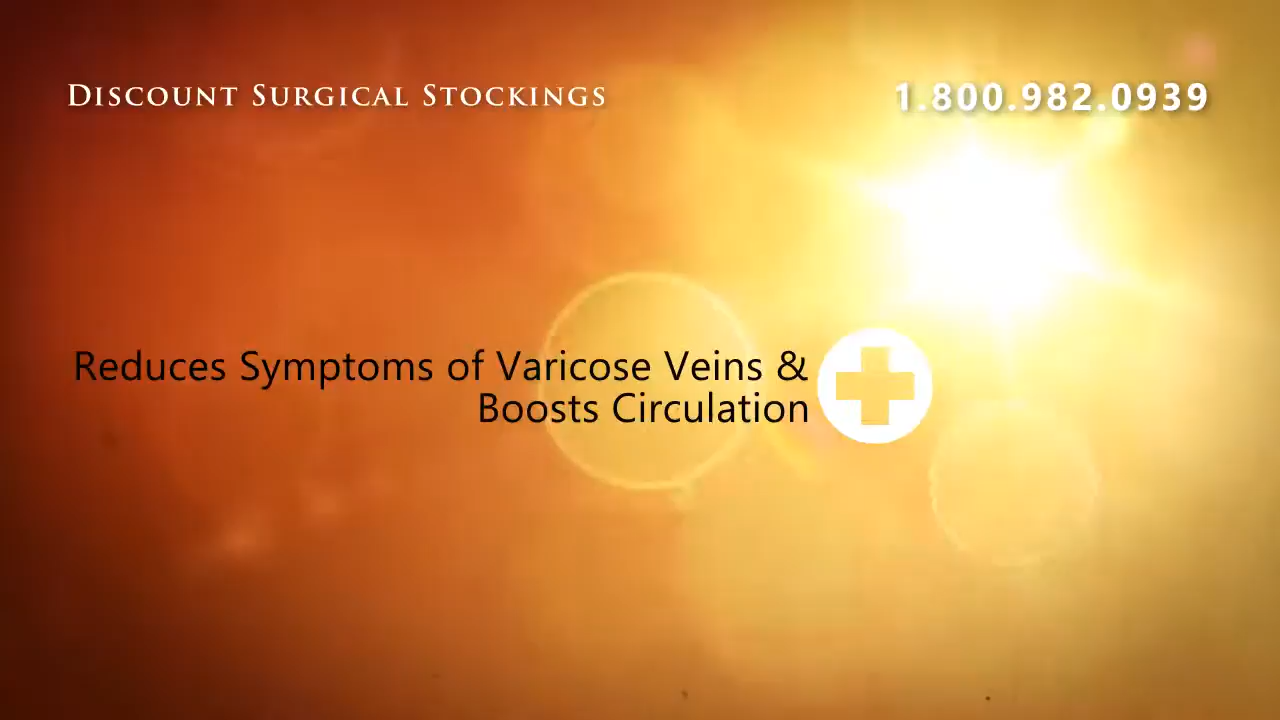 DISCOUNT SURGICAL STOCKINGS
1.800.982.0939
Reduces Symptoms of Varicose Veins &
Boosts Circulation